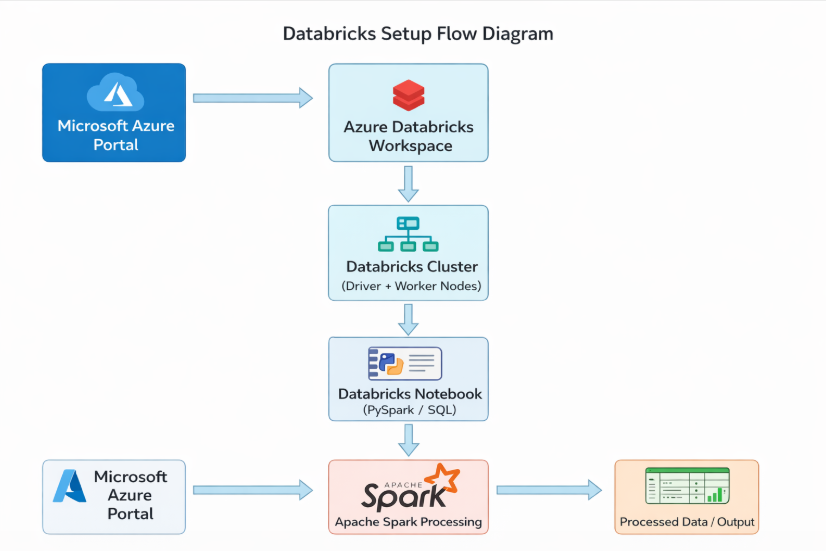 Databricks Setup Flow Diagram
Microsoft Azure
Portal
Azure Databricks
Workspace
Databricks Cluster
(Driver + Worker Nodes)
Databricks Notebook
(PySpark / SQL)
Microsoft
Azure
Portal
APACHE
Spark
Apache Spark Processing
Processed Data / Output